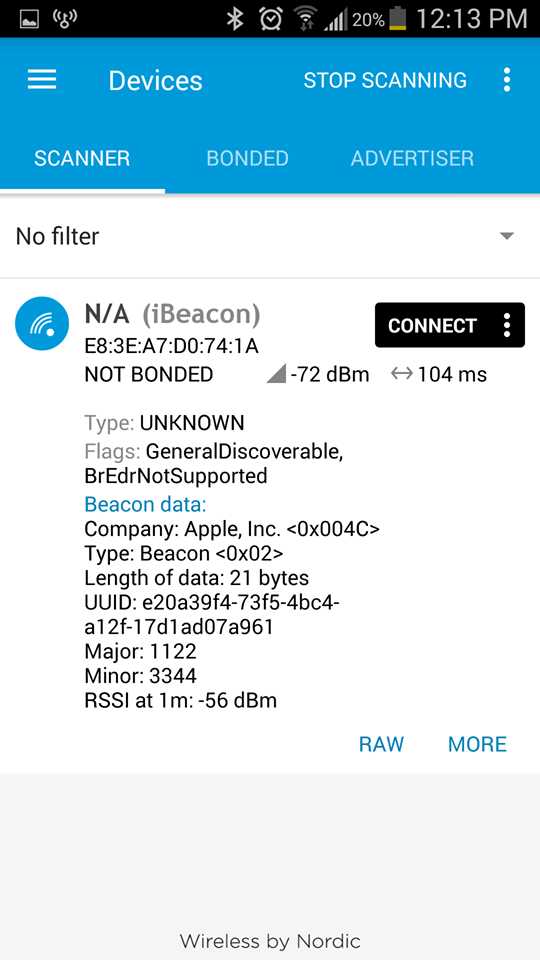 20% 12:13 PM
Devices STOP SCANNING
SCANNER BONDED ADVERTISER
No filter
N/A (iBeacon)
CONNECT
E8:3E:A7:D0:74:1A
NOT BONDED -72 dBm 104 ms
Type: UNKNOWN
Flags: GeneralDiscoverable,
BrEdrNotSupported
Beacon data:
Company: Apple, Inc. <0x004C>
Type: Beacon <0x02>
Length of data: 21 bytes
UUID: e20a39f4-73f5-4bc4-
a12f-17d1ad07a961
Major: 1122
Minor: 3344
RSSI at 1m: -56 dBm
RAW MORE
Wireless by Nordic